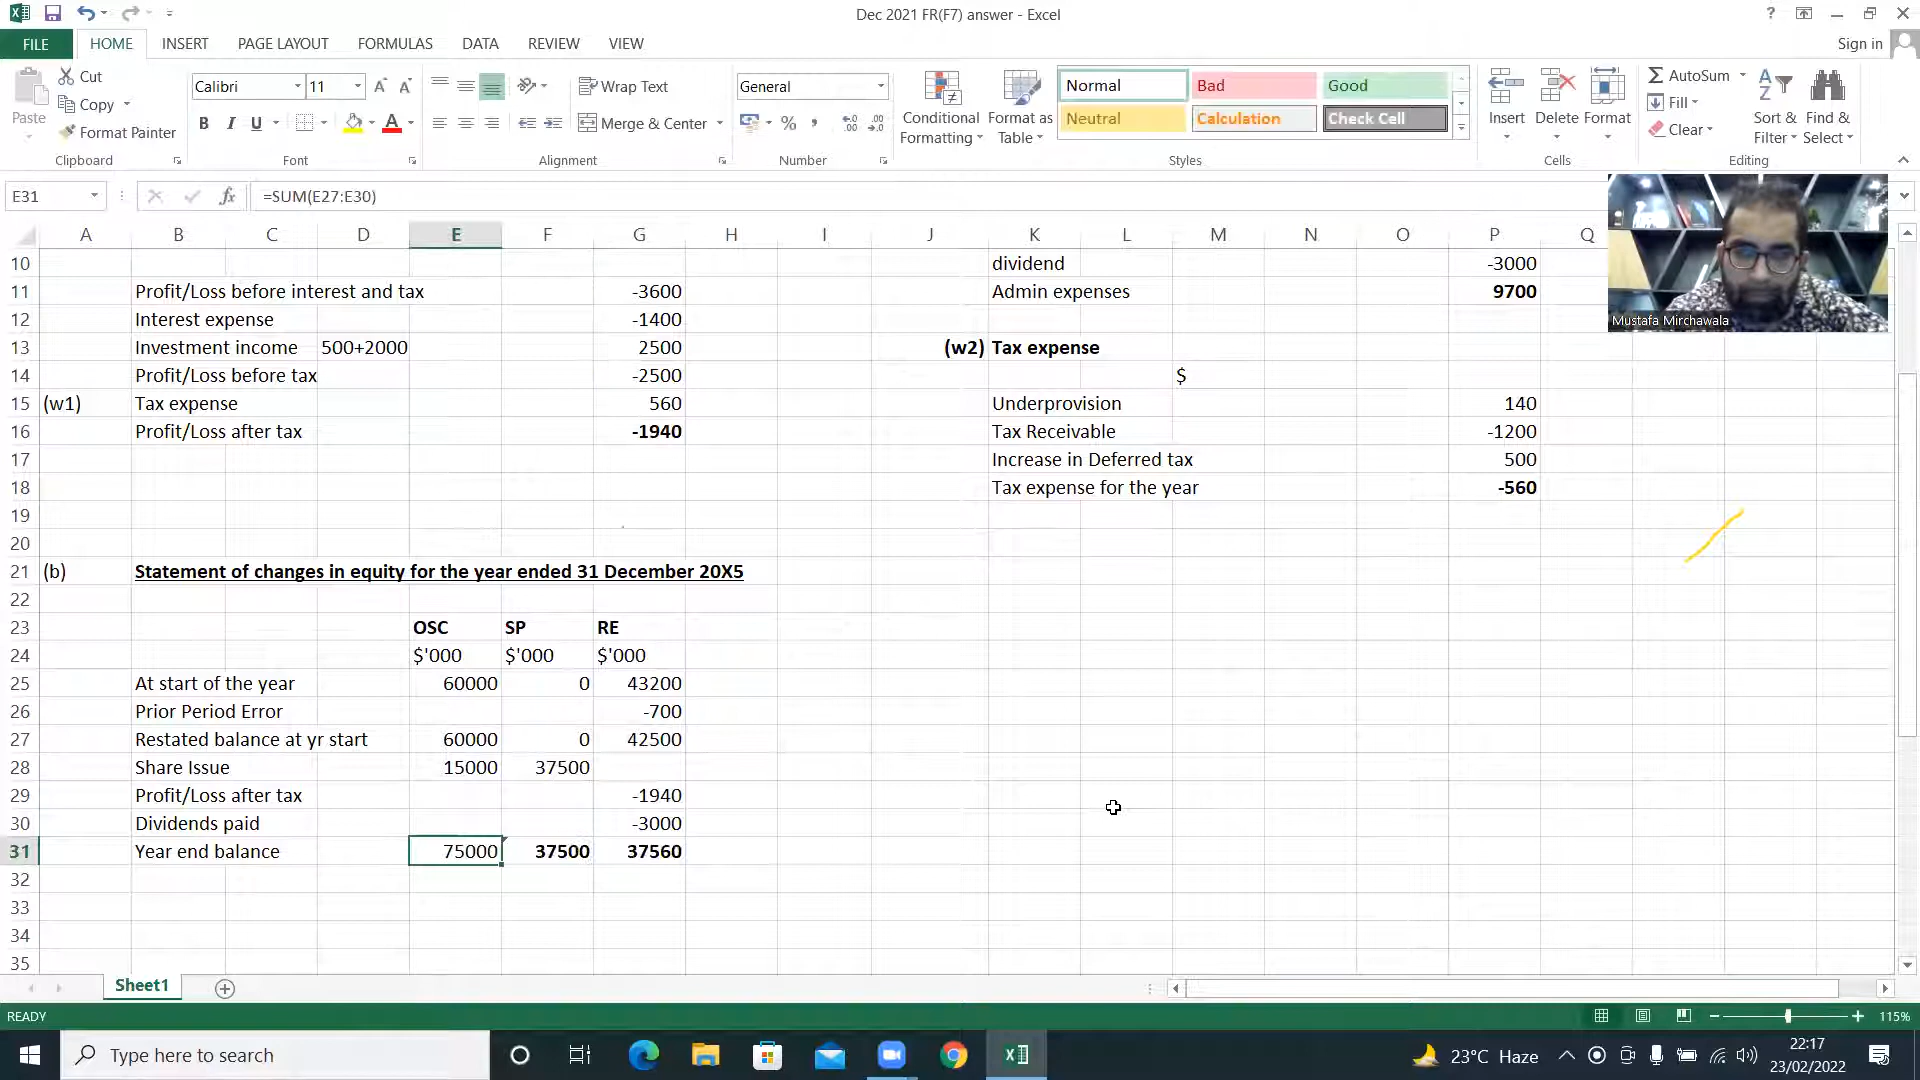 Dec 2021 FR(F7) answer - Excel
FILE HOME INSERT PAGE LAYOUT FORMULAS DATA REVIEW VIEW Sign in
Paste Cut Copy Format Painter Clipboard
Calibri 11 Font
Wrap Text Merge & Center Alignment
General Number
Conditional Formatting Format as Table
Normal Bad Good
Neutral Calculation Check Cell
Styles
Insert Delete Format Cells
AutoSum Fill Clear Sort & Filter Find & Select Editing
E31 fx =SUM(E27:E30)
A B C D E F G H I J K L M N O P Q
10 dividend -3000
11 Profit/Loss before interest and tax -3600 Admin expenses 9700
Mustafa Mirchawala
12 Interest expense -1400
13 Investment income 500+2000 2500 (w2) Tax expense
14 Profit/Loss before tax -2500 $
15 (w1) Tax expense 560 Underprovision 140
16 Profit/Loss after tax -1940 Tax Receivable -1200
17 Increase in Deferred tax 500
18 Tax expense for the year -560
19
20
21 (b) Statement of changes in equity for the year ended 31 December 20X5
22
23 OSC SP RE
24 $'000 $'000 $'000
25 At start of the year 60000 0 43200
26 Prior Period Error -700
27 Restated balance at yr start 60000 0 42500
28 Share Issue 15000 37500
29 Profit/Loss after tax -1940
30 Dividends paid -3000
31 Year end balance 75000 37500 37560
32
33
34
35
Sheet1
READY 115%
Type here to search 23°C Haze 22:17
23/02/2022